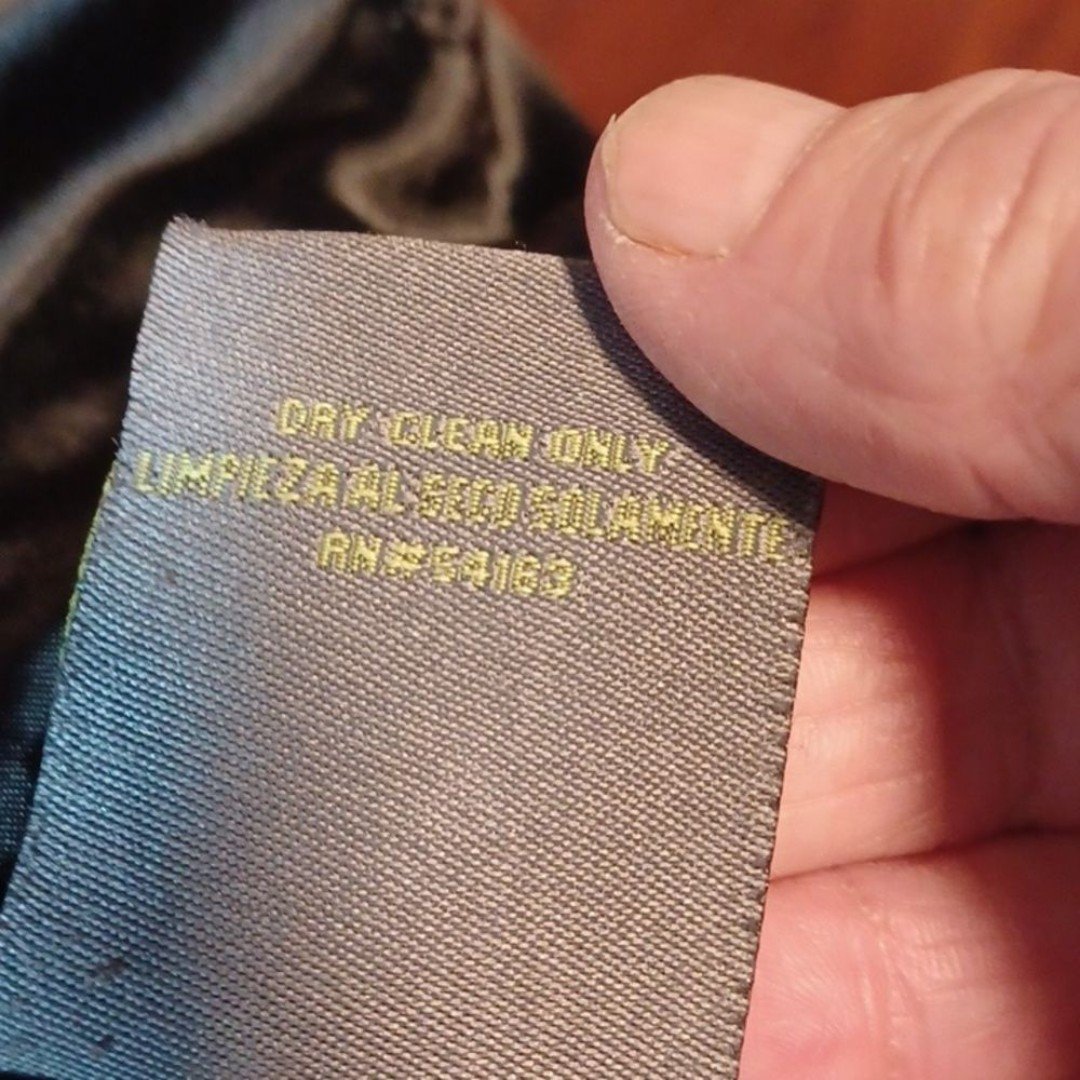 DRY CLEAN ONLY
LIMPIEZA AL SECO SOLAMENTE
RN#54163